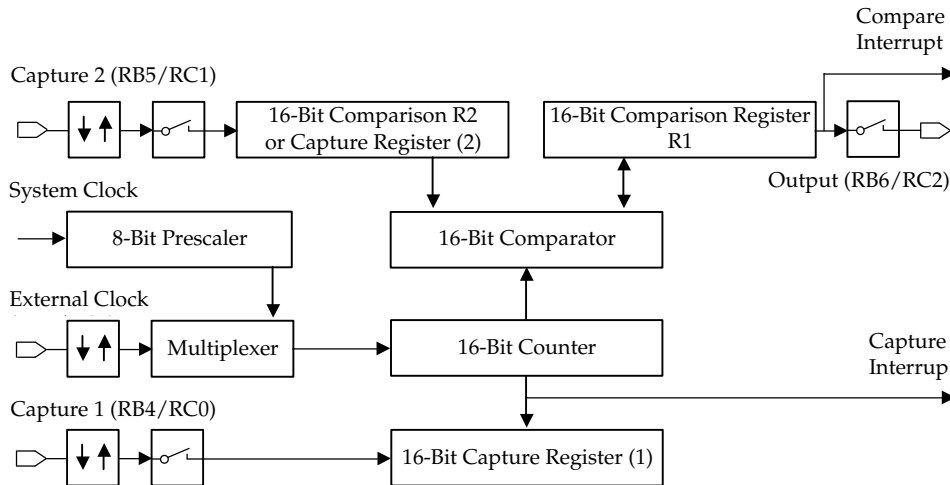 Compare
Interrupt
Capture 2 (RB5/RC1)
16-Bit Comparison R2
or Capture Register (2)
16-Bit Comparison Register
R1
Output (RB6/RC2)
System Clock
8-Bit Prescaler
16-Bit Comparator
External Clock
Multiplexer
16-Bit Counter
Capture
Interrup
Capture 1 (RB4/RC0)
16-Bit Capture Register (1)